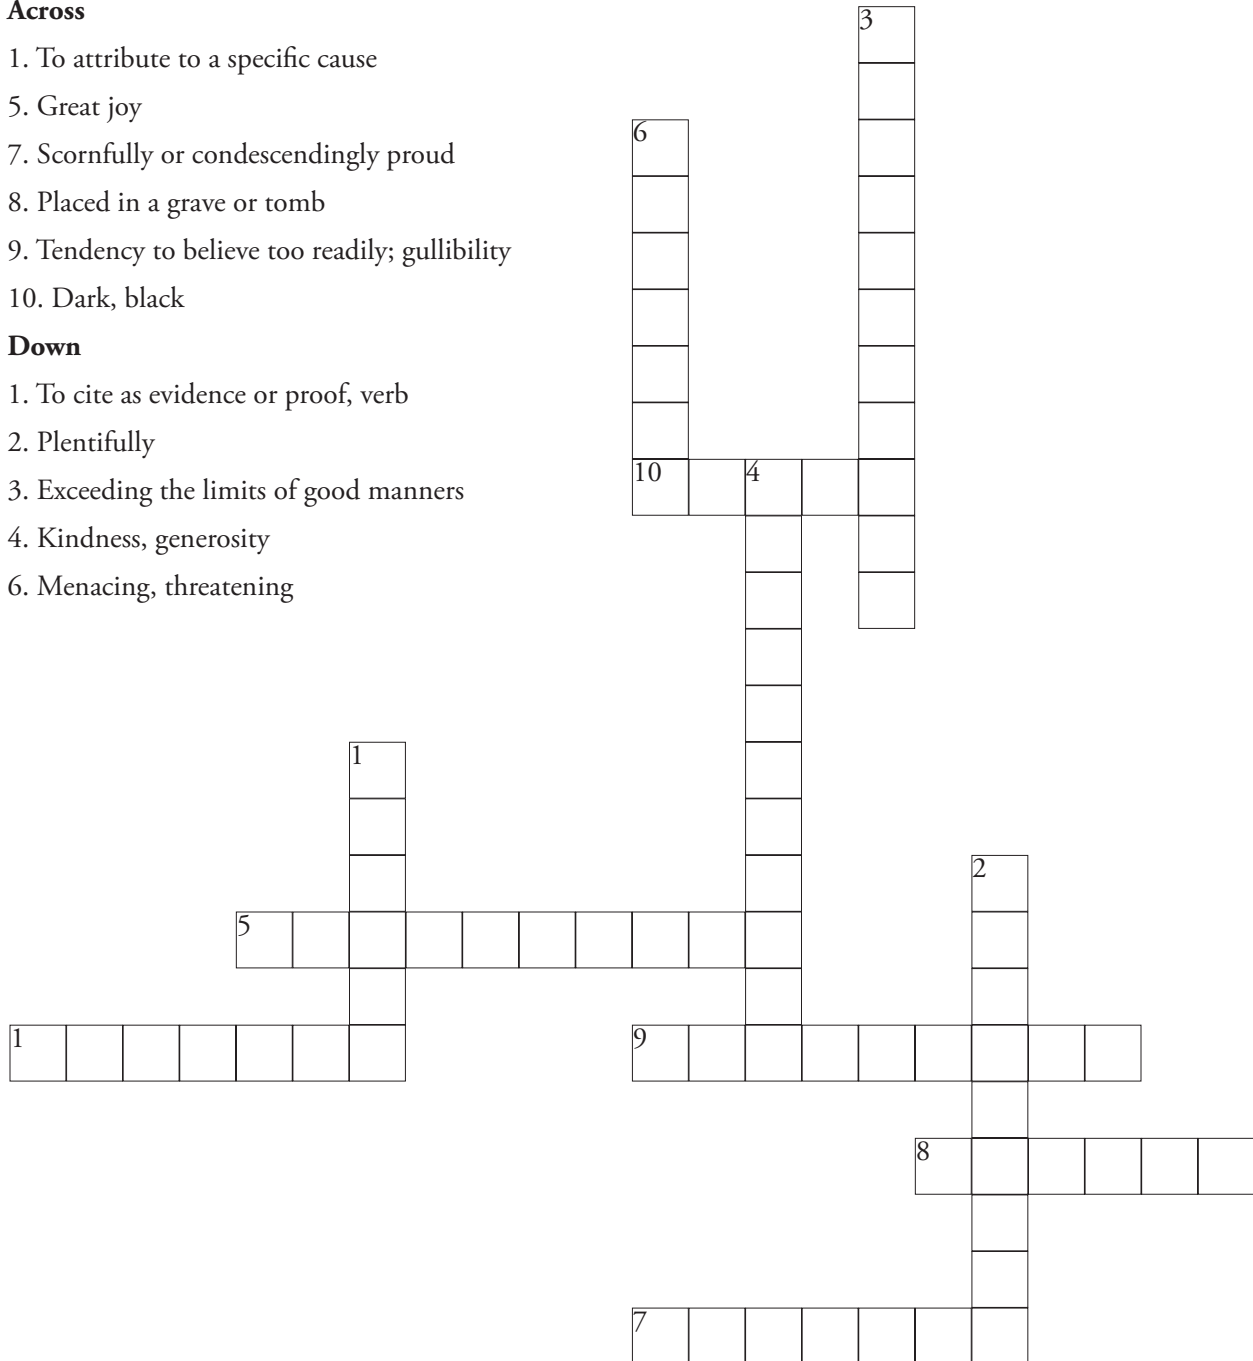 Across
1. To attribute to a specific cause
5. Great joy
7. Scornfully or condescendingly proud
8. Placed in a grave or tomb
9. Tendency to believe too readily; gullibility
10. Dark, black
Down
1. To cite as evidence or proof, verb
2. Plentifully
3. Exceeding the limits of good manners
4. Kindness, generosity
6. Menacing, threatening
3
6
10 4
1
2
5
1 9
8
7